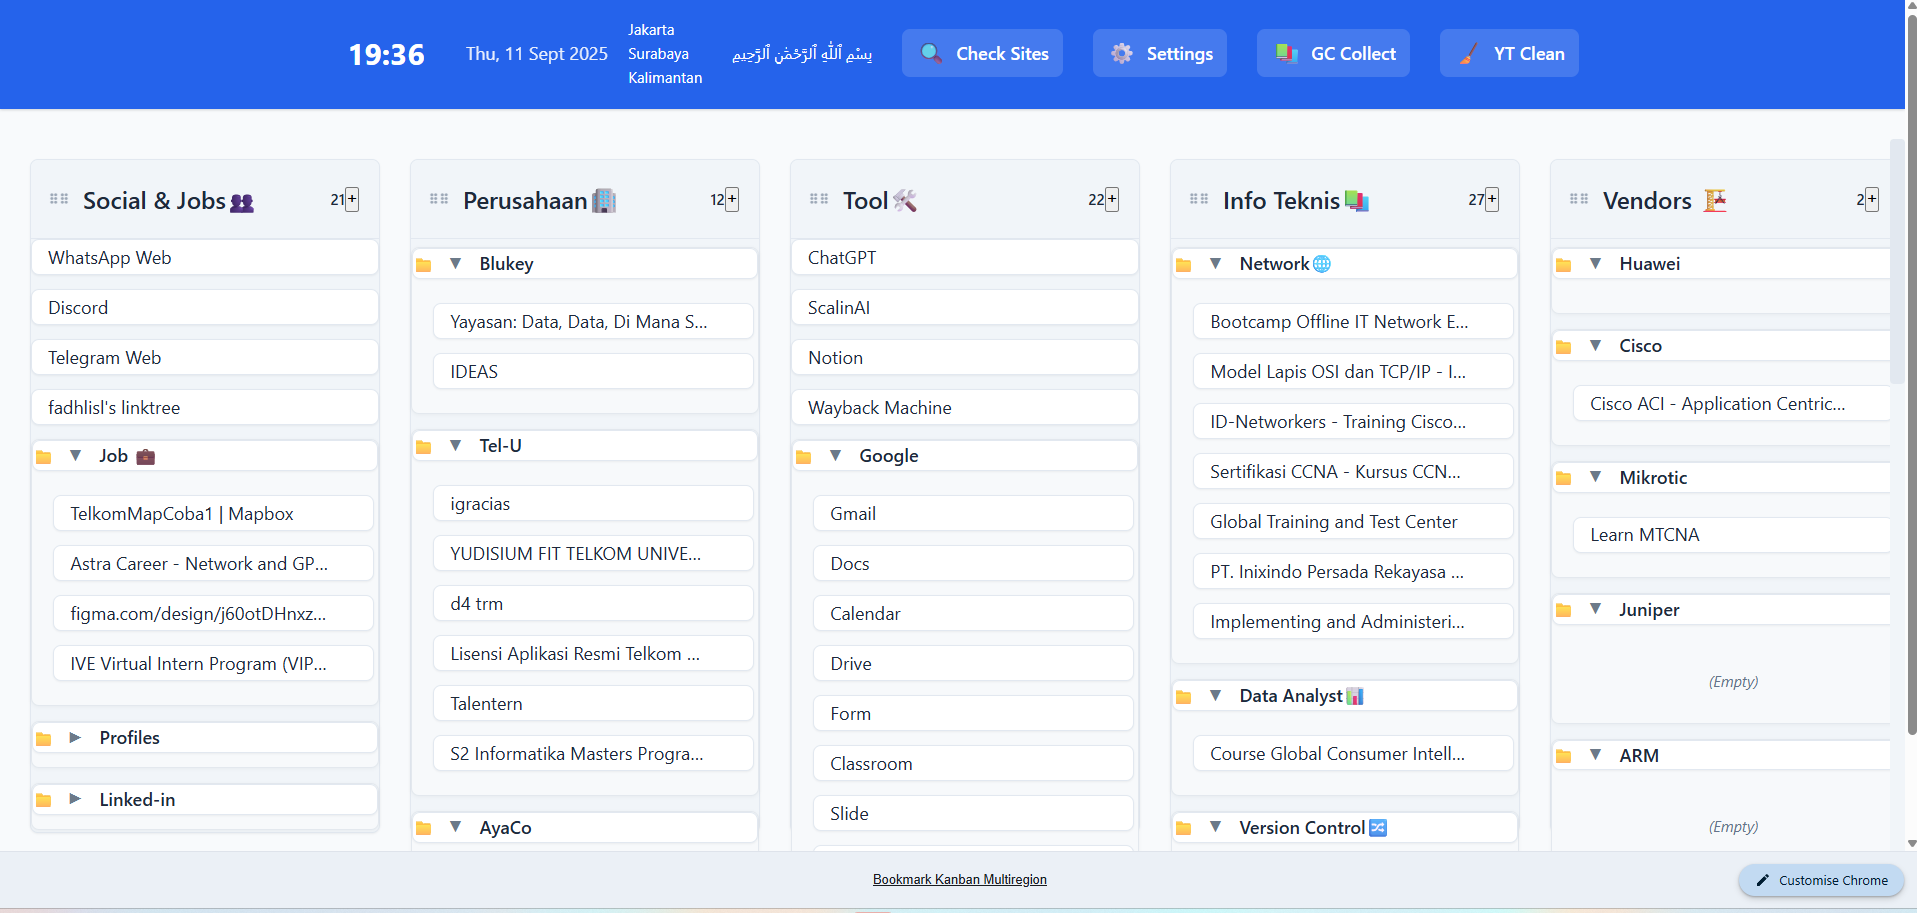 19:36
Thu, 11 Sept 2025
Jakarta
Surabaya
Kalimantan
بِسْمِ ٱللَّٰهِ ٱلرَّحْمَٰنِ ٱلرَّحِيمِ
Check Sites
Settings
GC Collect
YT Clean
Social & Jobs
21+
WhatsApp Web
Discord
Telegram Web
fadhlisl's linktree
Job
TelkomMapCoba1 | Mapbox
Astra Career - Network and GP...
figma.com/design/j60otDHnxz...
IVE Virtual Intern Program (VIP...
Profiles
Linked-in
Perusahaan
12+
Blukey
Yayasan: Data, Data, Di Mana S...
IDEAS
Tel-U
igracias
YUDISIUM FIT TELKOM UNIVE...
d4 trm
Lisensi Aplikasi Resmi Telkom ...
Talentern
S2 Informatika Masters Progra...
AyaCo
Tool
22+
ChatGPT
ScalinAI
Notion
Wayback Machine
Google
Gmail
Docs
Calendar
Drive
Form
Classroom
Slide
Info Teknis
27+
Network
Bootcamp Offline IT Network E...
Model Lapis OSI dan TCP/IP - I...
ID-Networkers - Training Cisco...
Sertifikasi CCNA - Kursus CCN...
Global Training and Test Center
PT. Inixindo Persada Rekayasa ...
Implementing and Administeri...
Data Analyst
Course Global Consumer Intell...
Version Control
Vendors
2+
Huawei
Cisco
Cisco ACI - Application Centric...
Mikrotic
Learn MTCNA
Juniper
(Empty)
ARM
(Empty)
Bookmark Kanban Multiregion
Customise Chrome